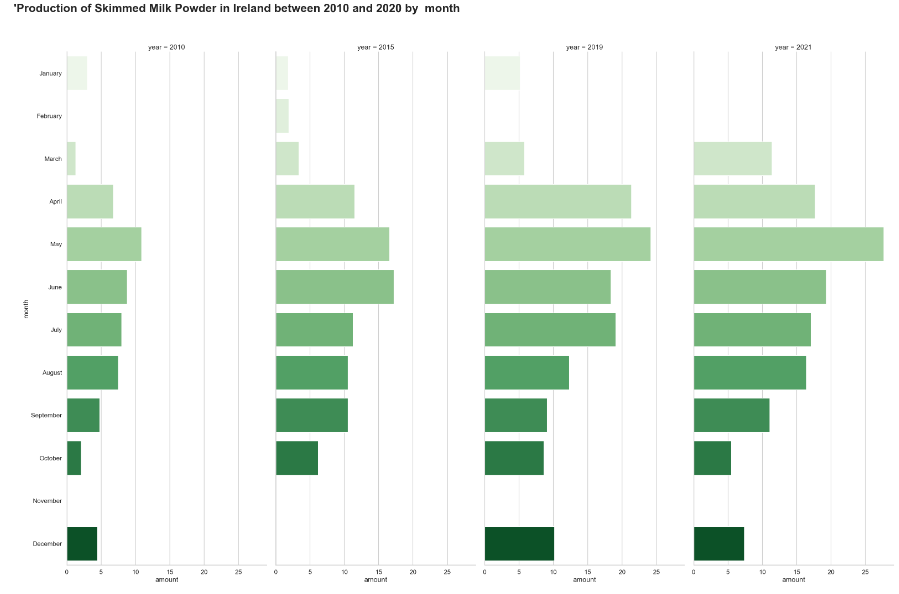 'Production of Skimmed Milk Powder in Ireland between 2010 and 2020 by  month
year = 2010 year = 2015 year = 2019 year = 2021
January
February
March
April
May
June
month
July
August
September
October
November
December
0 5 10 15 20 25 0 5 10 15 20 25 0 5 10 15 20 25 0 5 10 15 20 25
amount amount amount amount